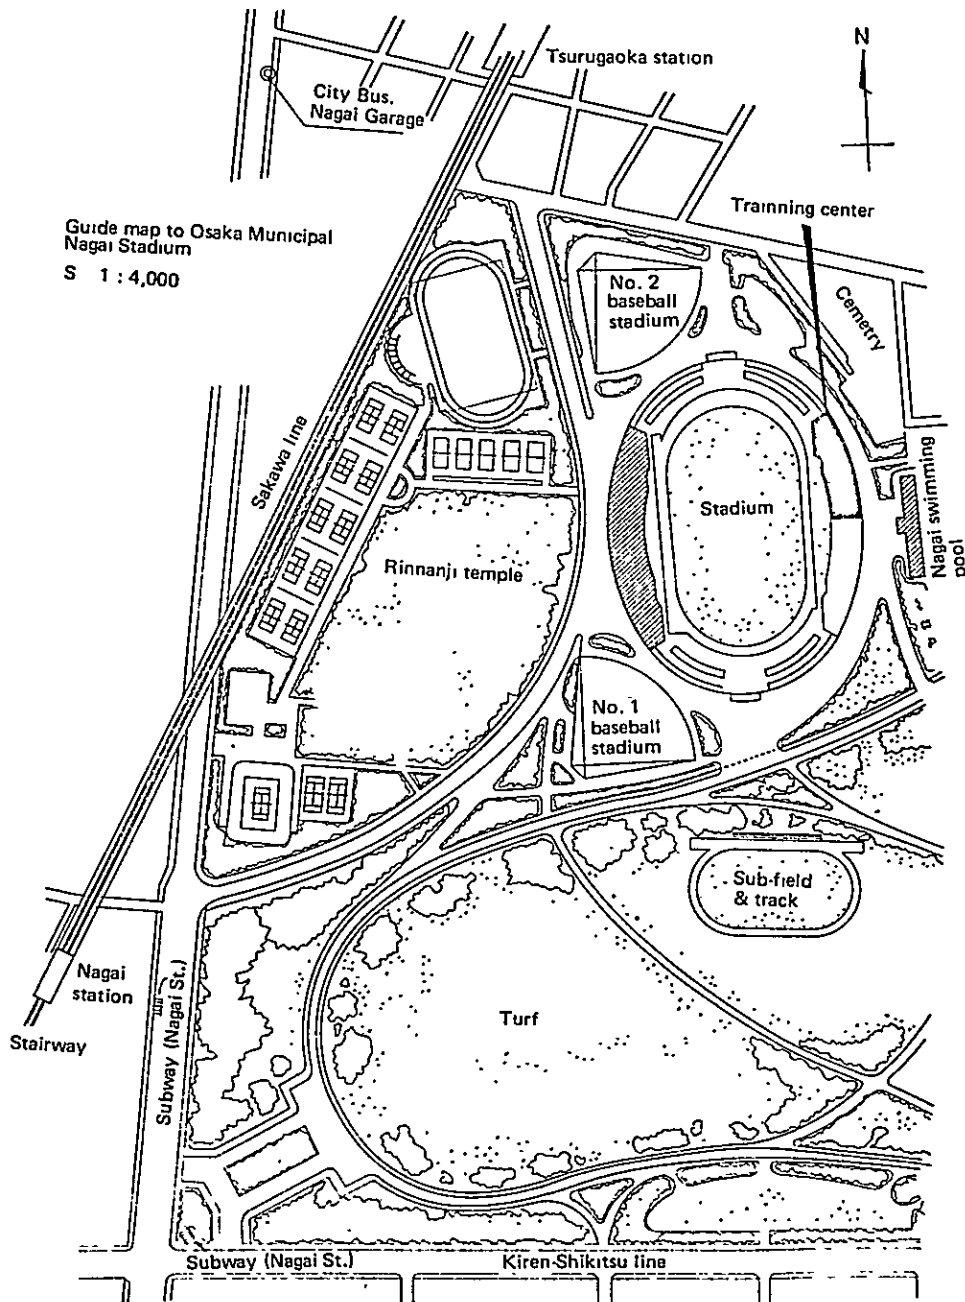 Tsurugaoka station
N
City Bus.
Nagai Garage
Guide map to Osaka Municipal
Nagai Stadium
S 1 : 4,000
Trainning center
No. 2
baseball
stadium
Cemetry
Sakawa line
Stadium
Nagai swimming
pool
Rinnanji temple
No. 1
baseball
stadium
Sub-field
& track
Nagai
station
Subway (Nagai St.)
Turf
Stairway
Subway (Nagai St.)
Kiren-Shikitsu line